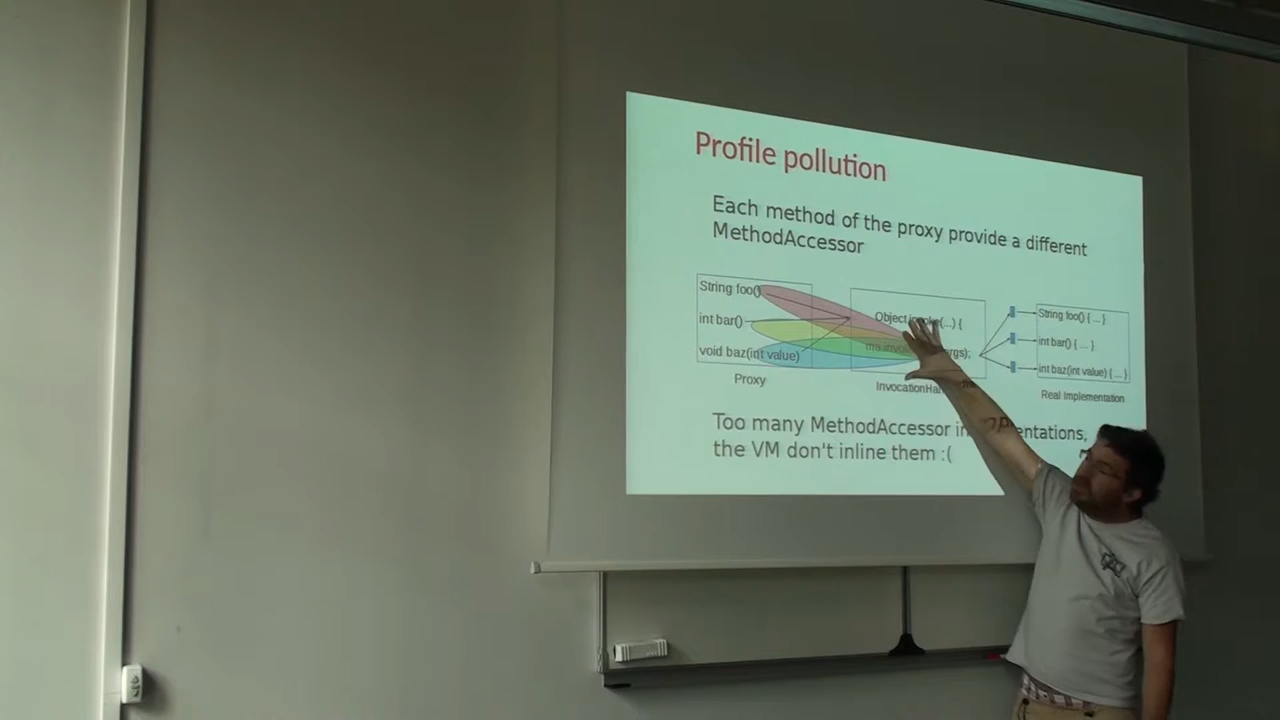 Profile pollution
Each method of the proxy provide a different
MethodAccessor
String foo()
int bar()
void baz(int value)
Proxy
Object invoke(...) {
args);
String foo() { ... }
int bar() { ... }
int baz(int value) { ... }
Real Implementation
Too many MethodAccessor
the VM don't inline them :(